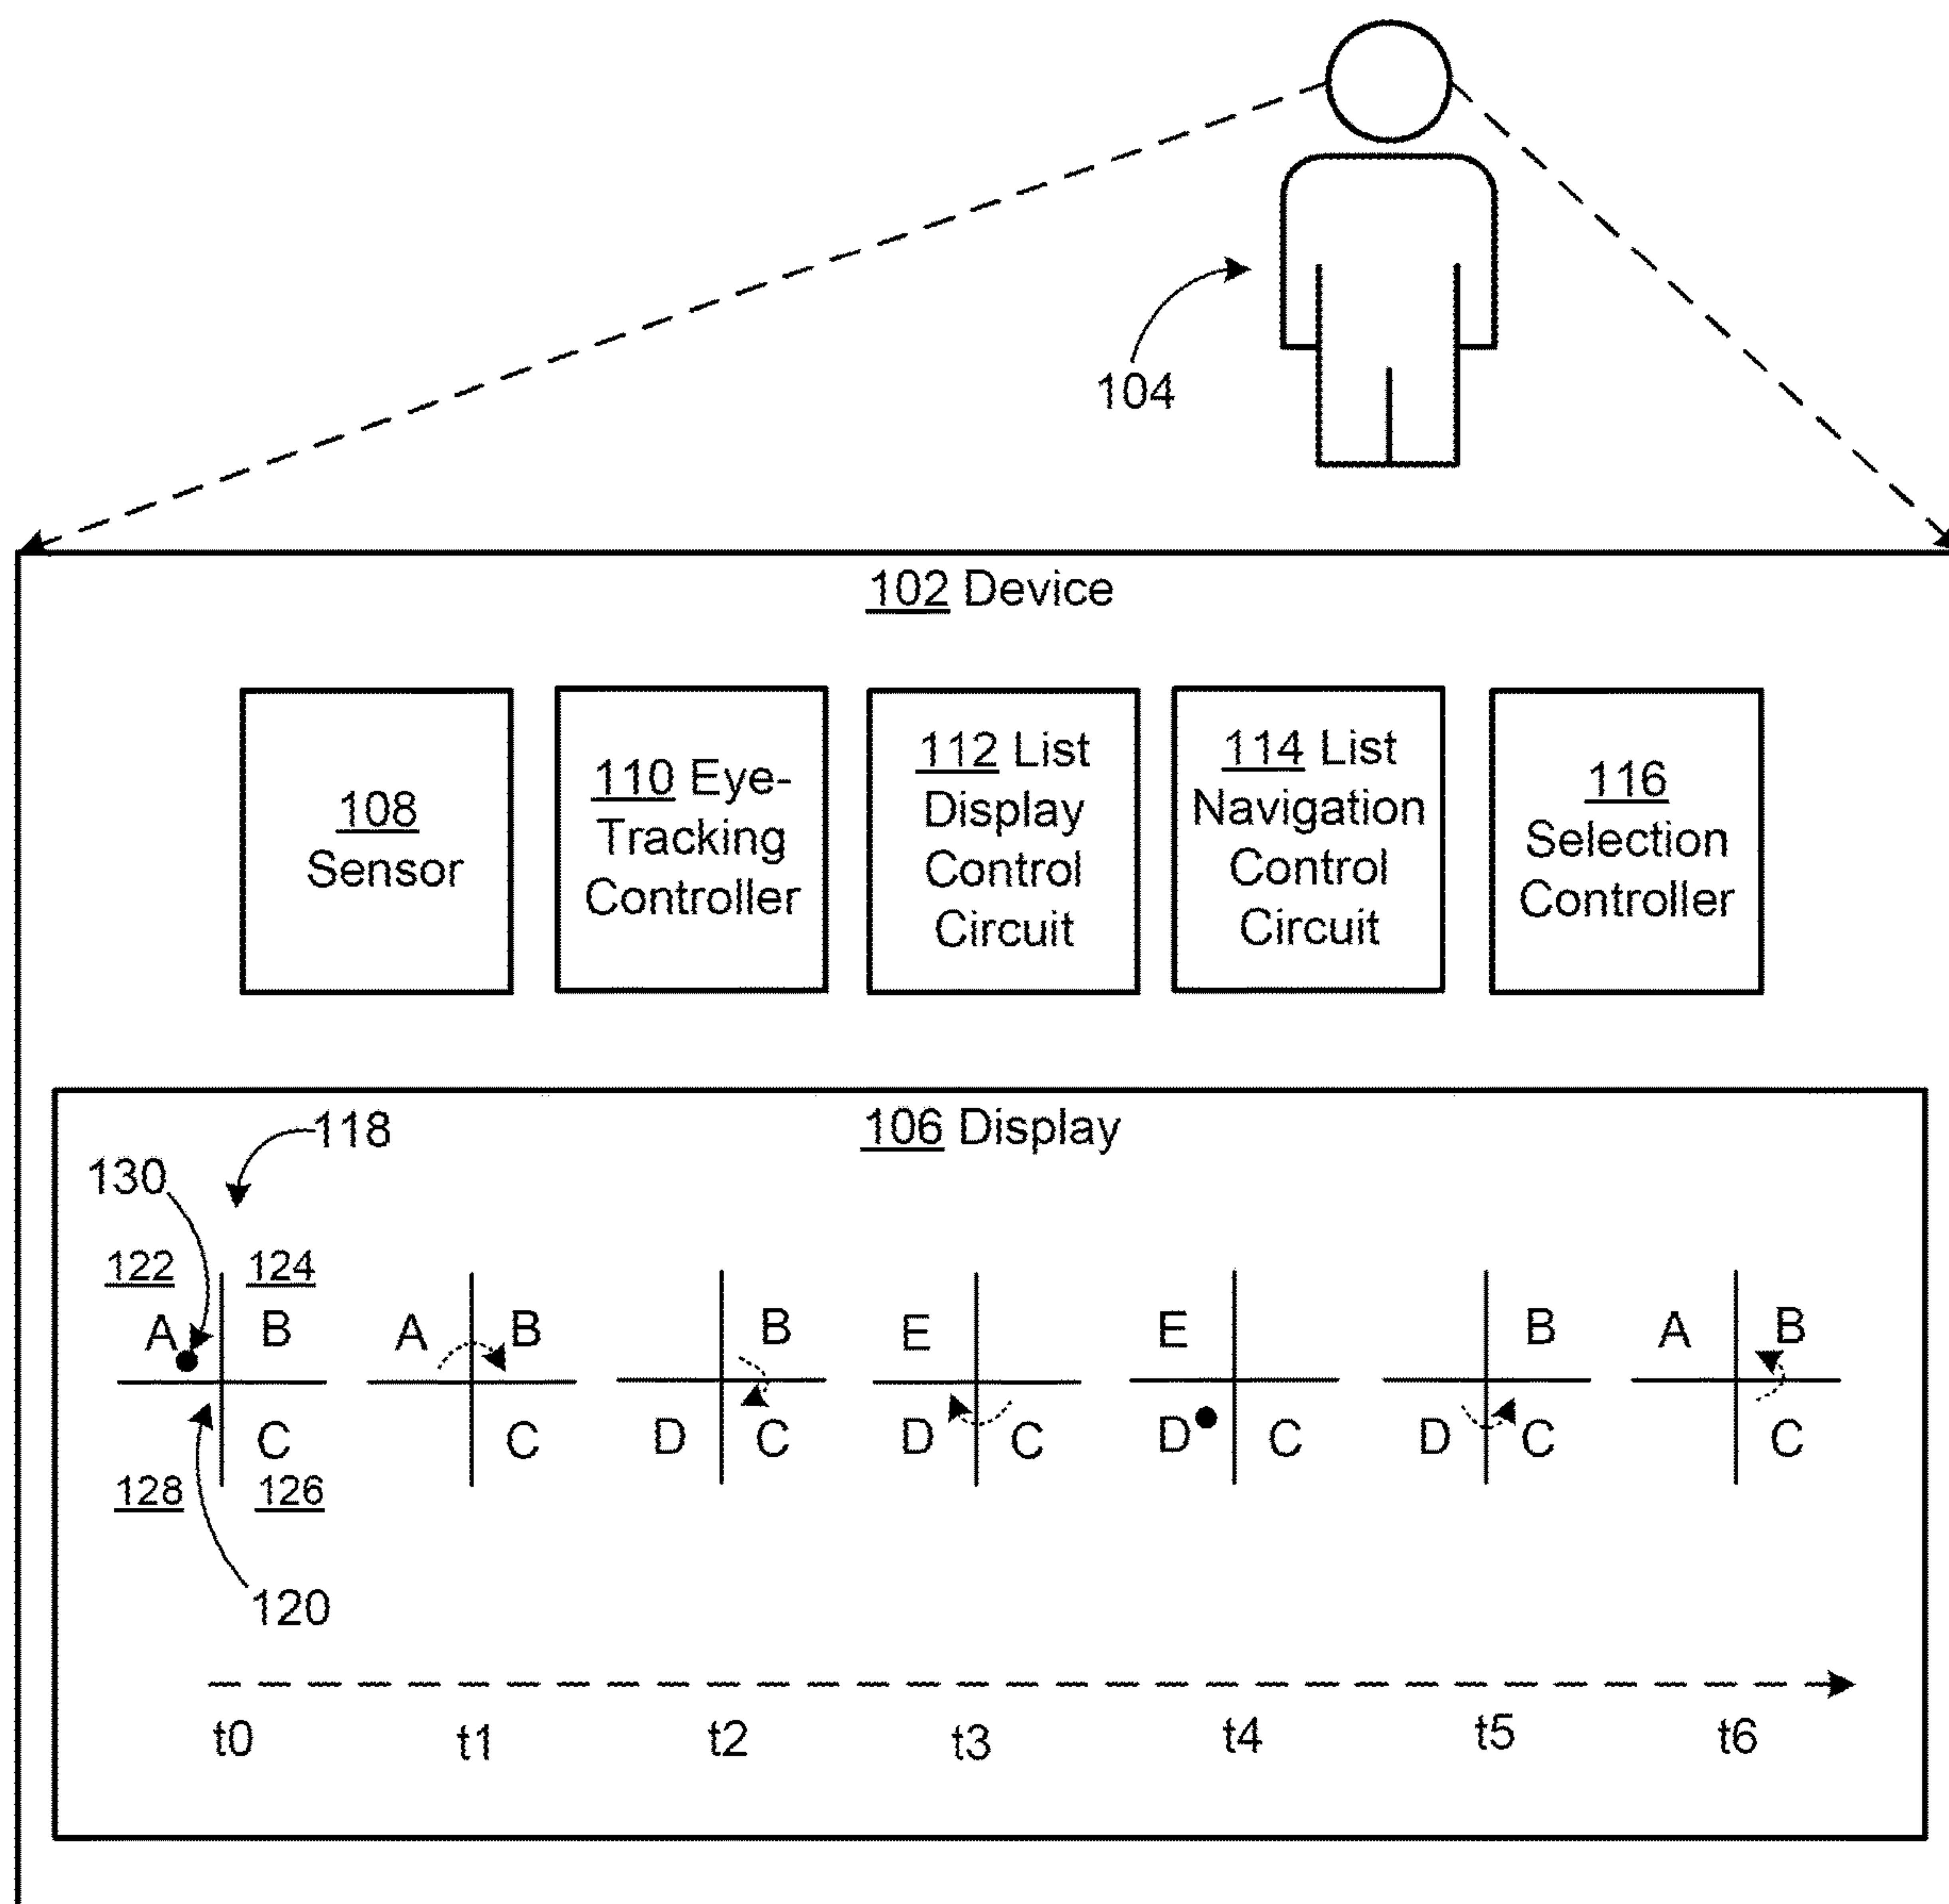 104
102 Device
108
Sensor
110 Eye-
Tracking
Controller
112 List
Display
Control
Circuit
114 List
Navigation
Control
Circuit
116
Selection
Controller
106 Display
118
130
122 124
A B A B B E E B A B
C C D C D C D C D C C
128 126
120
t0 t1 t2 t3 t4 t5 t6